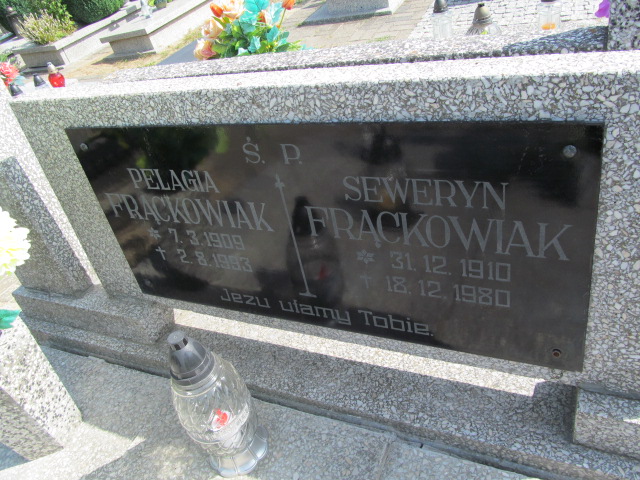 Ś. P.
PELAGIA
FRĄCKOWIAK
* 7.3.1909
+ 2.8.1993
SEWERYN
FRĄCKOWIAK
* 31.12.1910
+ 18.12.1980
Jezu ufamy Tobie.